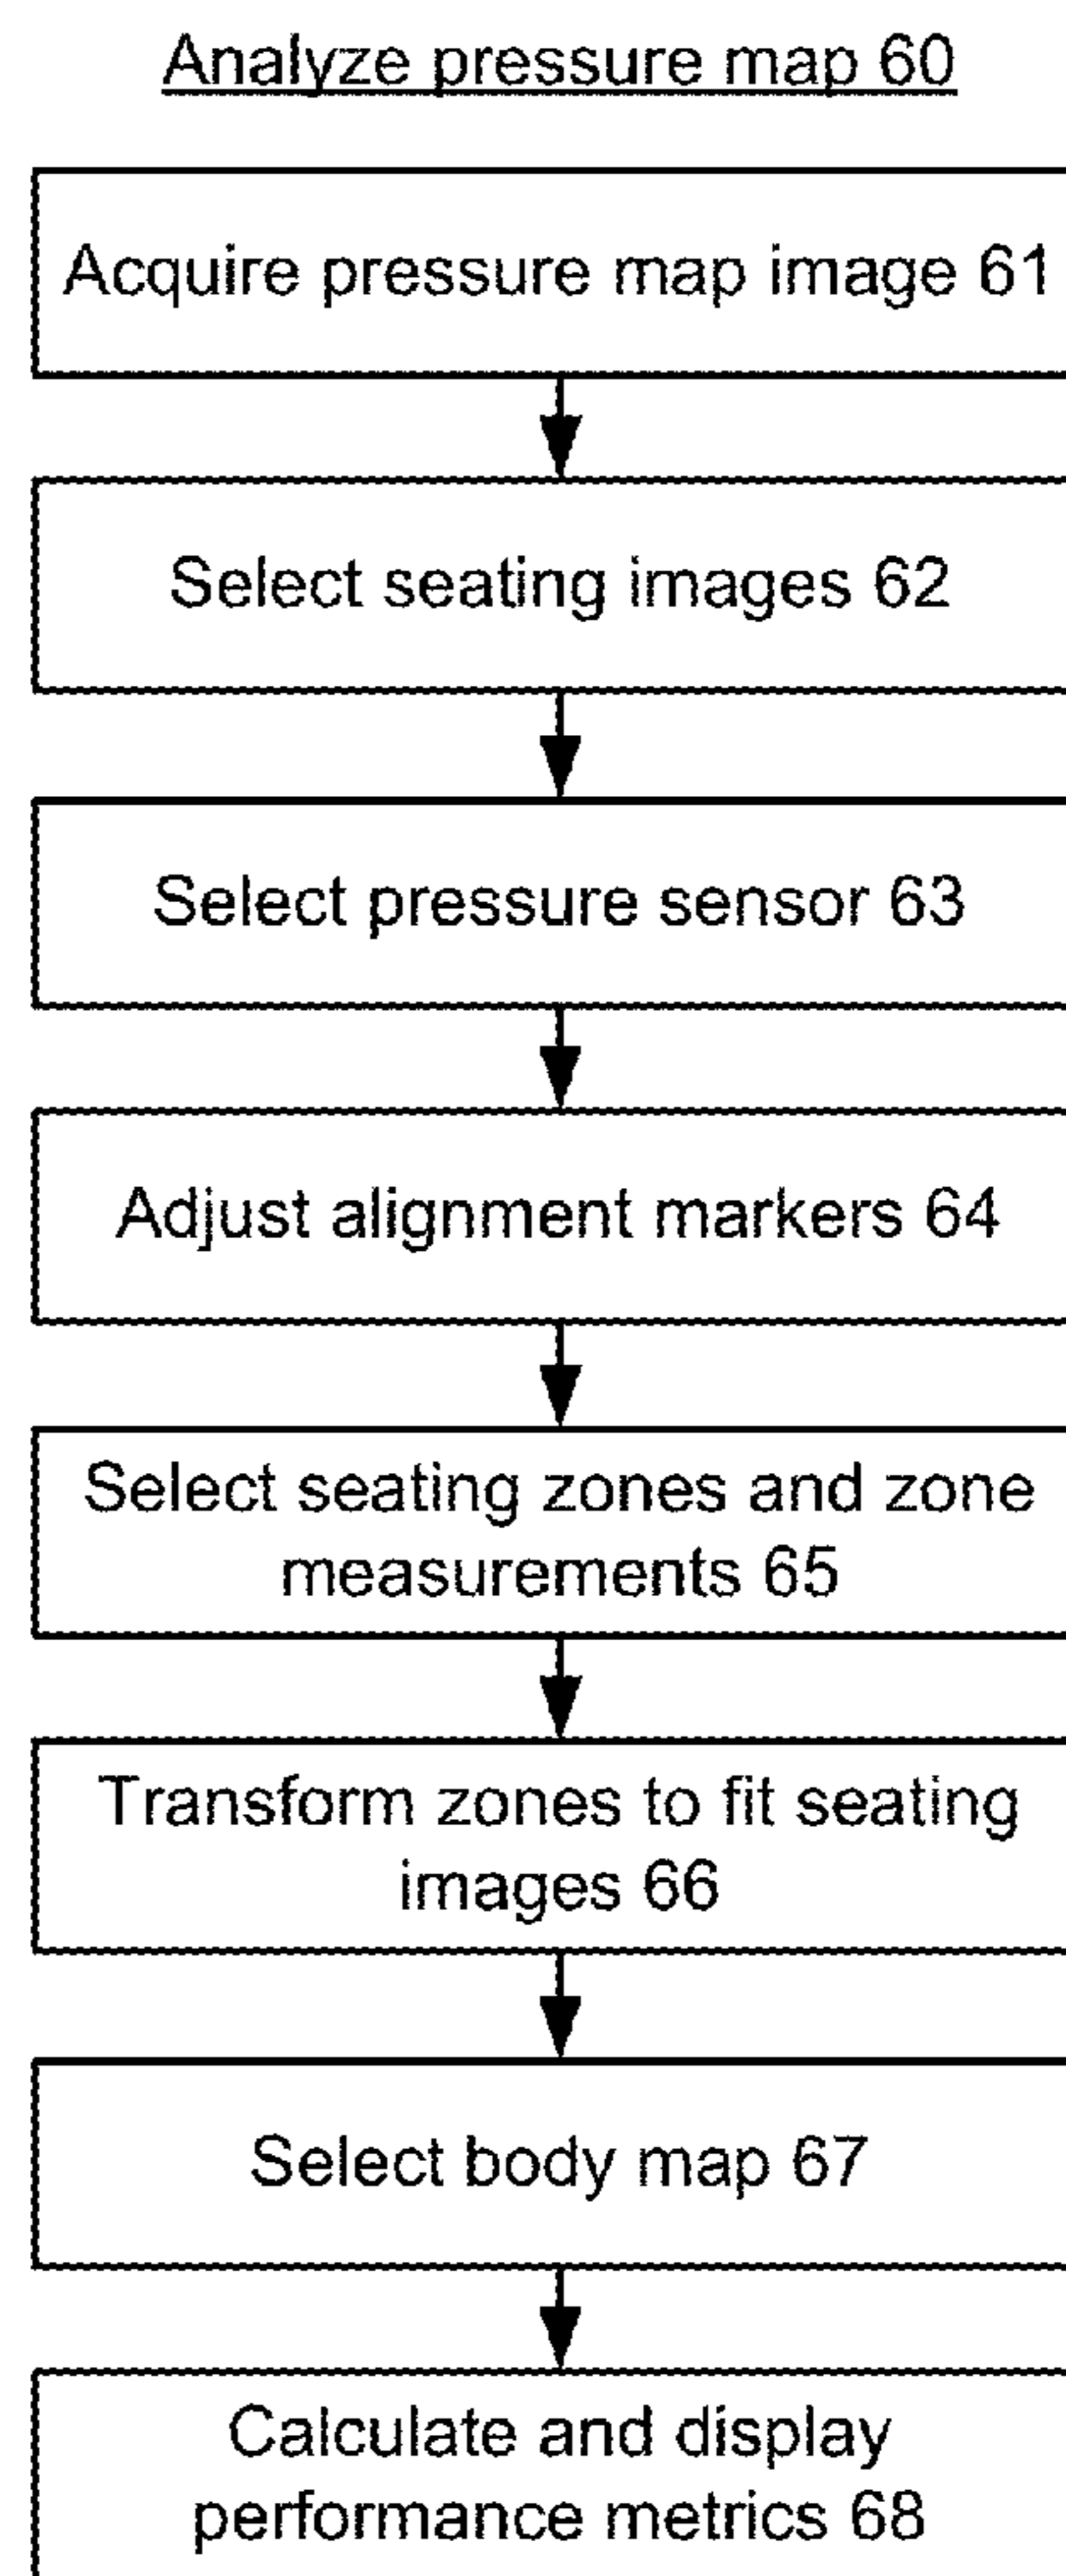 Analyze pressure map 60
Acquire pressure map image 61
Select seating images 62
Select pressure sensor 63
Adjust alignment markers 64
Select seating zones and zone
measurements 65
Transform zones to fit seating
images 66
Select body map 67
Calculate and display
performance metrics 68